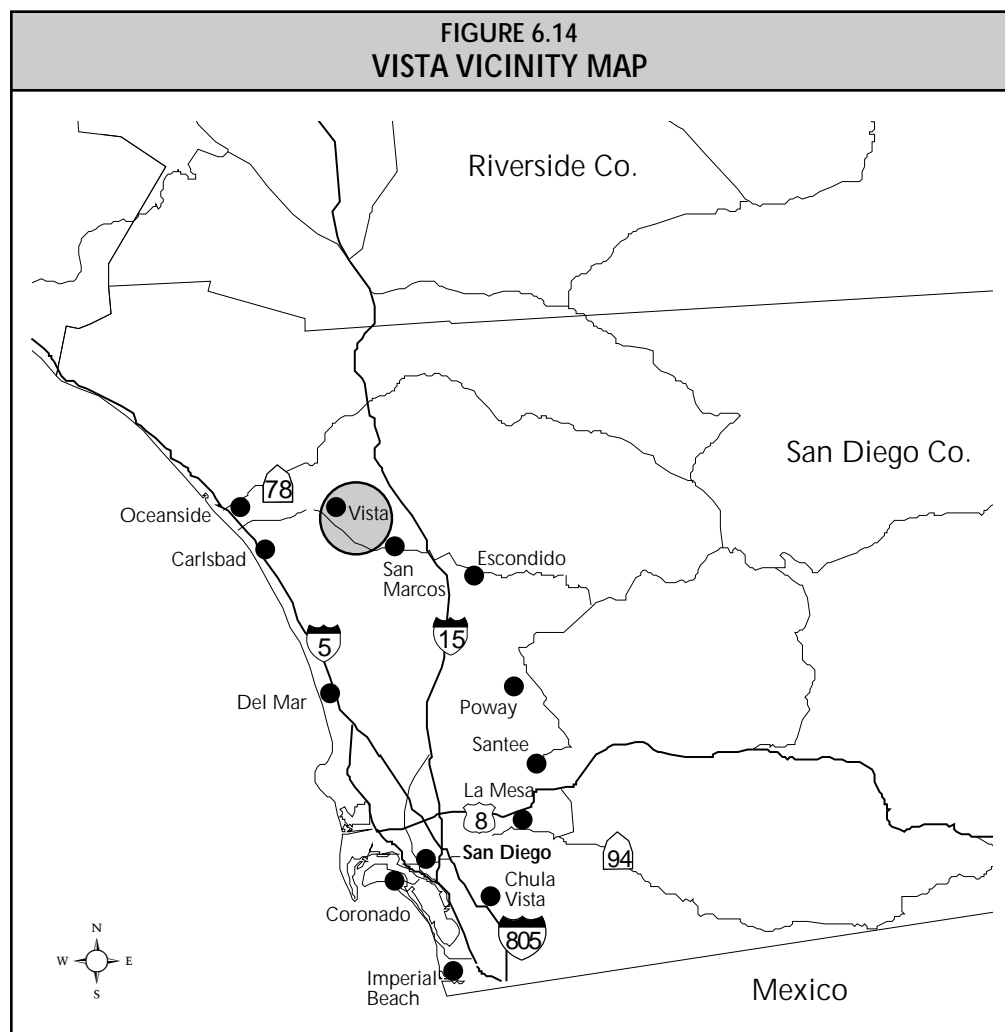 FIGURE 6.14
VISTA VICINITY MAP
Riverside Co.
San Diego Co.
78
Oceanside
Vista
Carlsbad
San
Marcos
Escondido
5
15
Del Mar
Poway
Santee
La Mesa
8
San Diego
94
Chula
Vista
Coronado
805
N
W
E
S
Imperial
Beach
Mexico